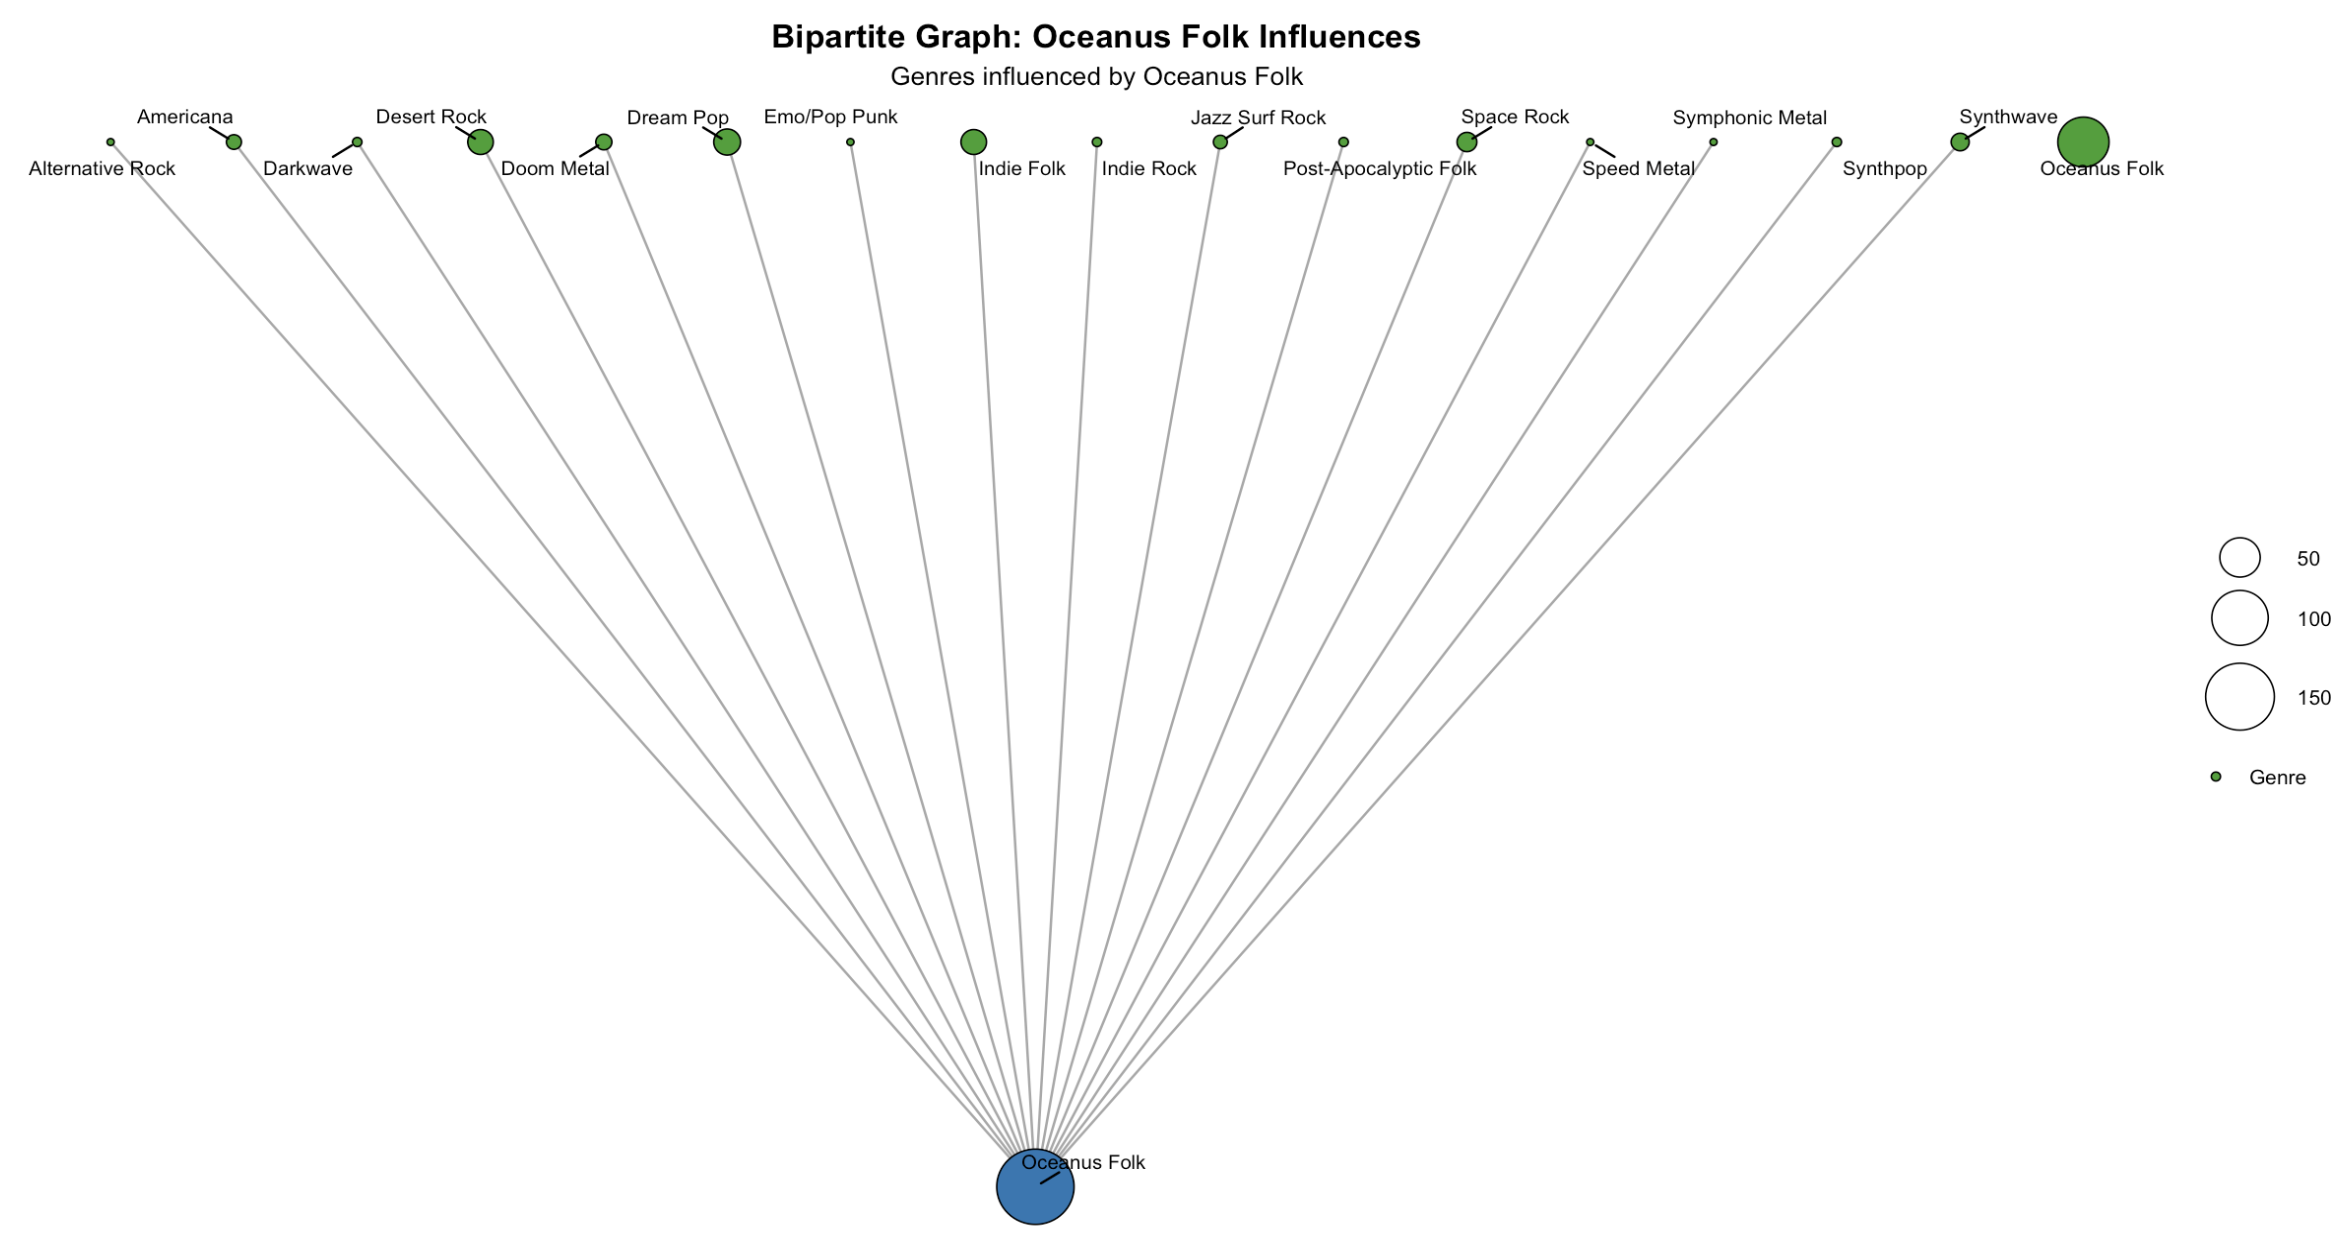 Bipartite Graph: Oceanus Folk Influences
Genres influenced by Oceanus Folk
Americana
Desert Rock
Dream Pop
Emo/Pop Punk
Jazz Surf Rock
Space Rock
Symphonic Metal
Synthwave
Alternative Rock
Darkwave
Doom Metal
Indie Folk
Indie Rock
Post-Apocalyptic Folk
Speed Metal
Synthpop
Oceanus Folk
50
100
150
Genre
Oceanus Folk